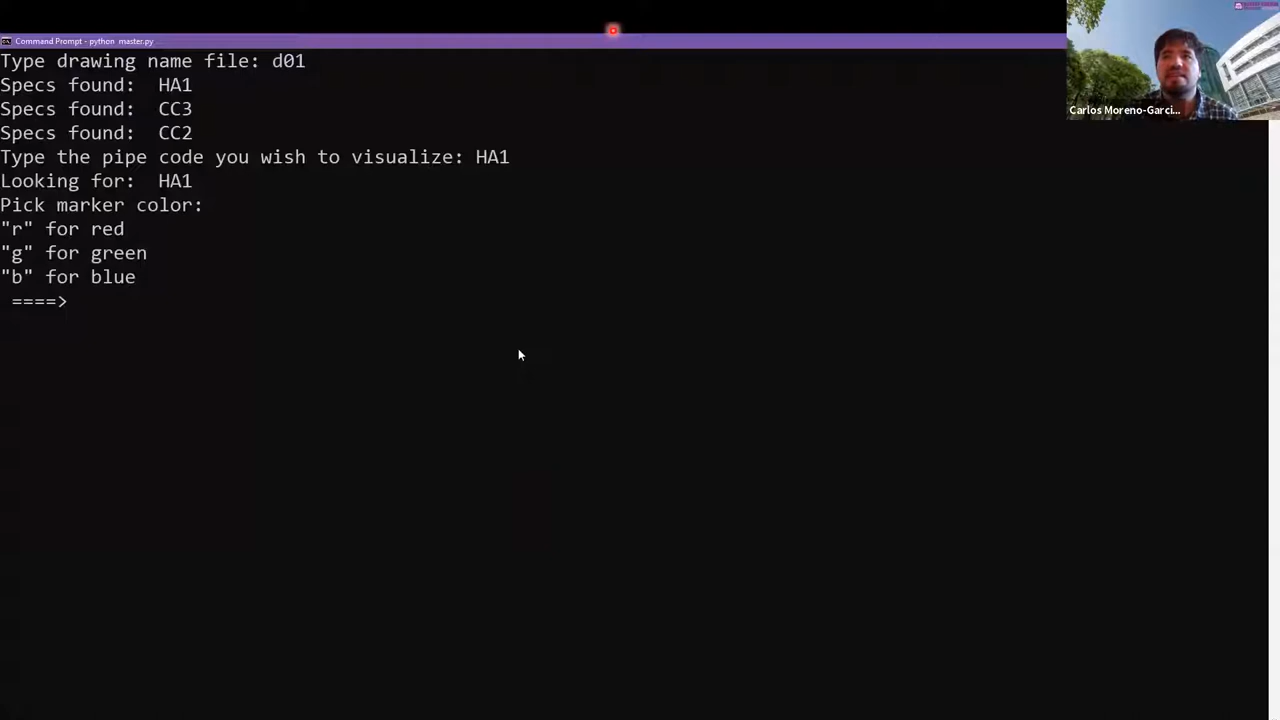 Command Prompt - python master.py
Type drawing name file: d01
Specs found:  HA1
Specs found:  CC3
Specs found:  CC2
Type the pipe code you wish to visualize: HA1
Looking for:  HA1
Pick marker color:
"r" for red
"g" for green
"b" for blue
 ====>
Carlos Moreno-Garci...